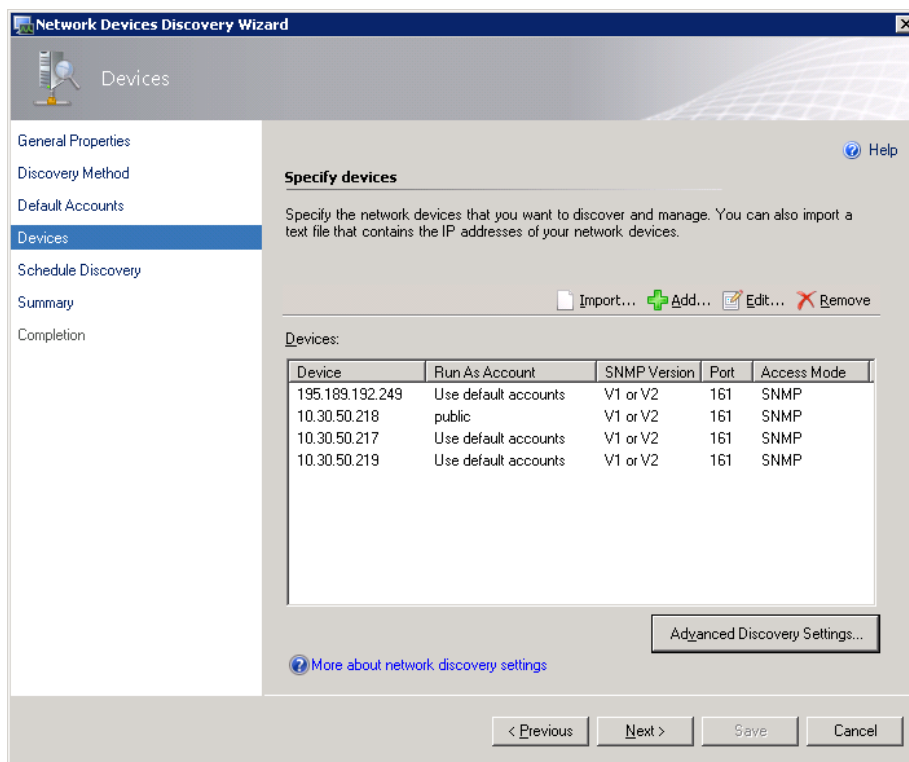 Network Devices Discovery Wizard
Devices
General Properties
Discovery Method
Default Accounts
Devices
Schedule Discovery
Summary
Completion
Help
Specify devices
Specify the network devices that you want to discover and manage. You can also import a
text file that contains the IP addresses of your network devices.
Import... Add... Edit... Remove
Devices:
Device Run As Account SNMP Version Port Access Mode
195.189.192.249 Use default accounts V1 or V2 161 SNMP
10.30.50.218 public V1 or V2 161 SNMP
10.30.50.217 Use default accounts V1 or V2 161 SNMP
10.30.50.219 Use default accounts V1 or V2 161 SNMP
Advanced Discovery Settings...
More about network discovery settings
< Previous Next > Save Cancel